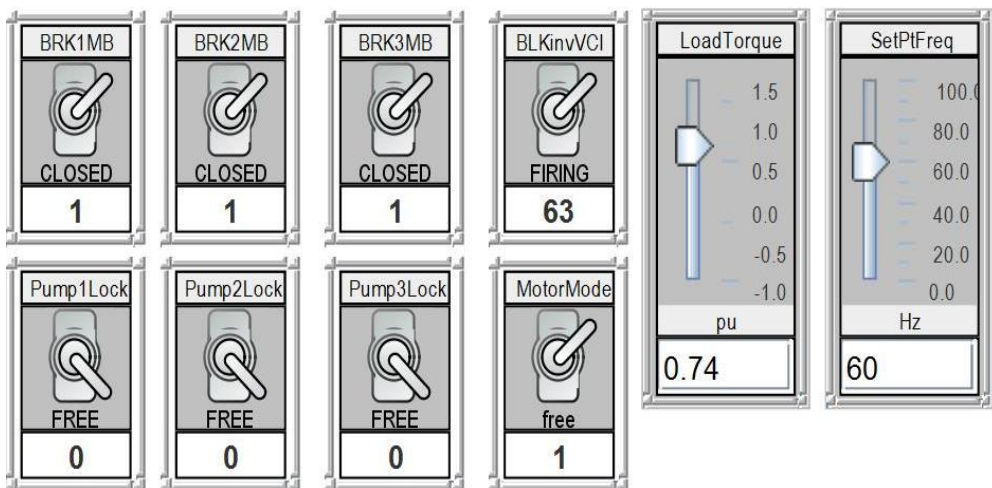 BRK1MB
CLOSED
1
BRK2MB
CLOSED
1
BRK3MB
CLOSED
1
BLKinvVCI
FIRING
63
LoadTorque
1.5
1.0
0.5
0.0
-0.5
-1.0
pu
0.74
SetPtFreq
100.0
80.0
60.0
40.0
20.0
0.0
Hz
60
Pump1Lock
FREE
0
Pump2Lock
FREE
0
Pump3Lock
FREE
0
MotorMode
free
1